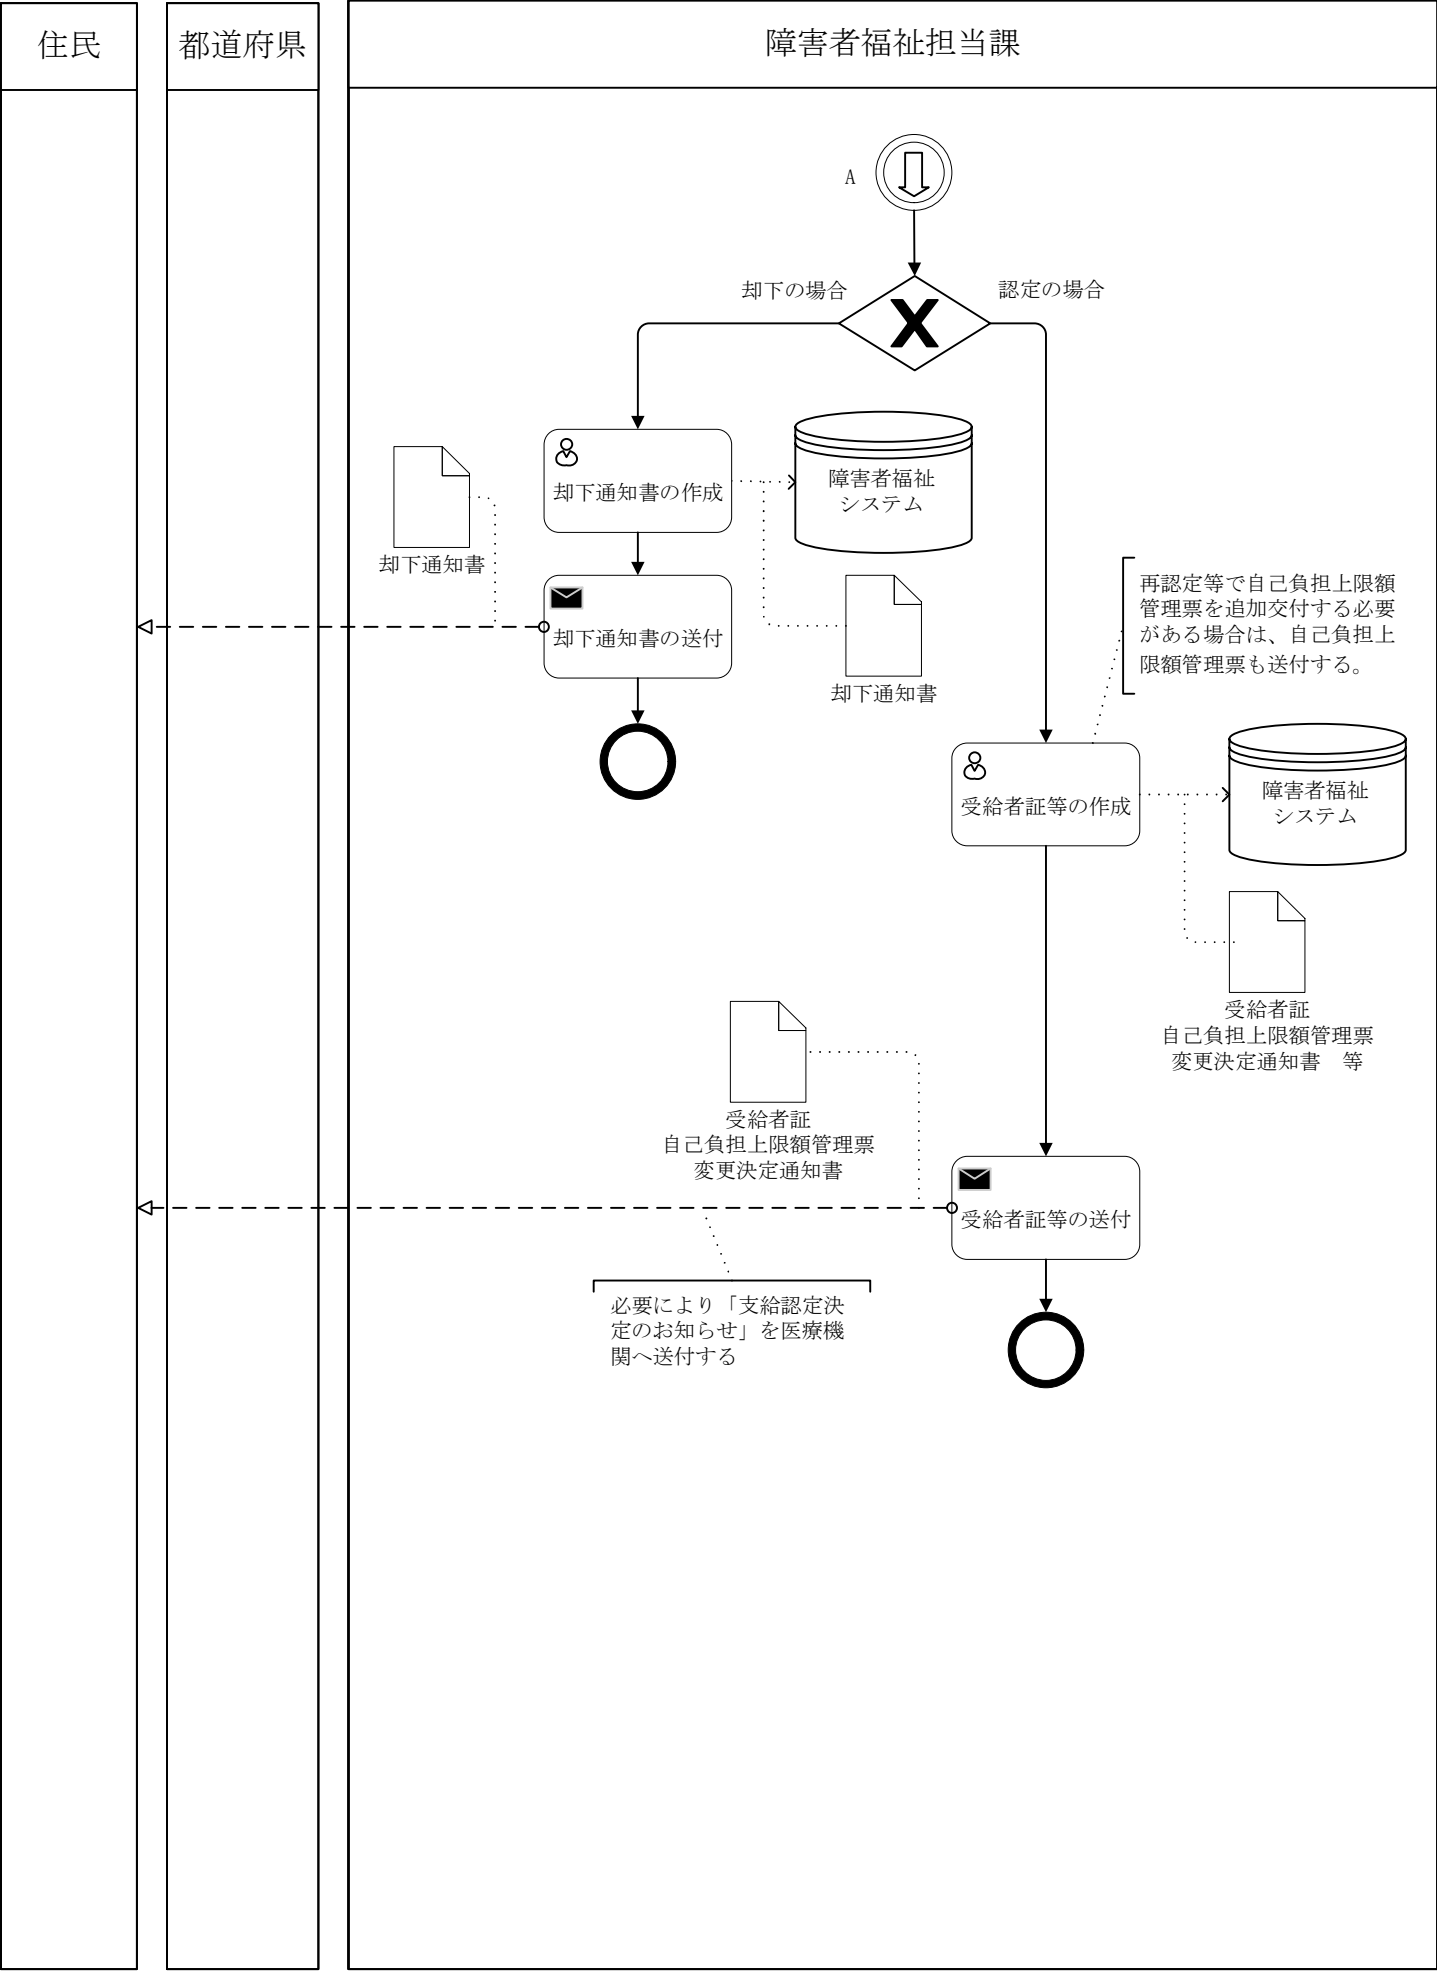 住民
都道府県
障害者福祉担当課
A
却下の場合
認定の場合
却下通知書の作成
障害者福祉
システム
却下通知書
却下通知書の送付
却下通知書
再認定等で自己負担上限額
管理票を追加交付する必要
がある場合は、自己負担上
限額管理票も送付する。
受給者証等の作成
障害者福祉
システム
受給者証
自己負担上限額管理票
変更決定通知書　等
受給者証
自己負担上限額管理票
変更決定通知書
受給者証等の送付
必要により「支給認定決
定のお知らせ」を医療機
関へ送付する